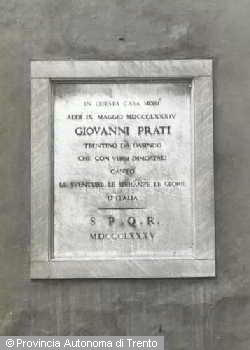 IN QUESTA CASA MORÌ
ADDÌ IX MAGGIO MDCCCLXXXIV
GIOVANNI PRATI
TRENTINO DA DASINDO
CHE CON VERSI IMMORTALI
CANTÒ
LE SVENTURE LE SPERANZE LE GLORIE
D'ITALIA
S. P. Q. R.
MDCCCLXXXV
© Provincia Autonoma di Trento